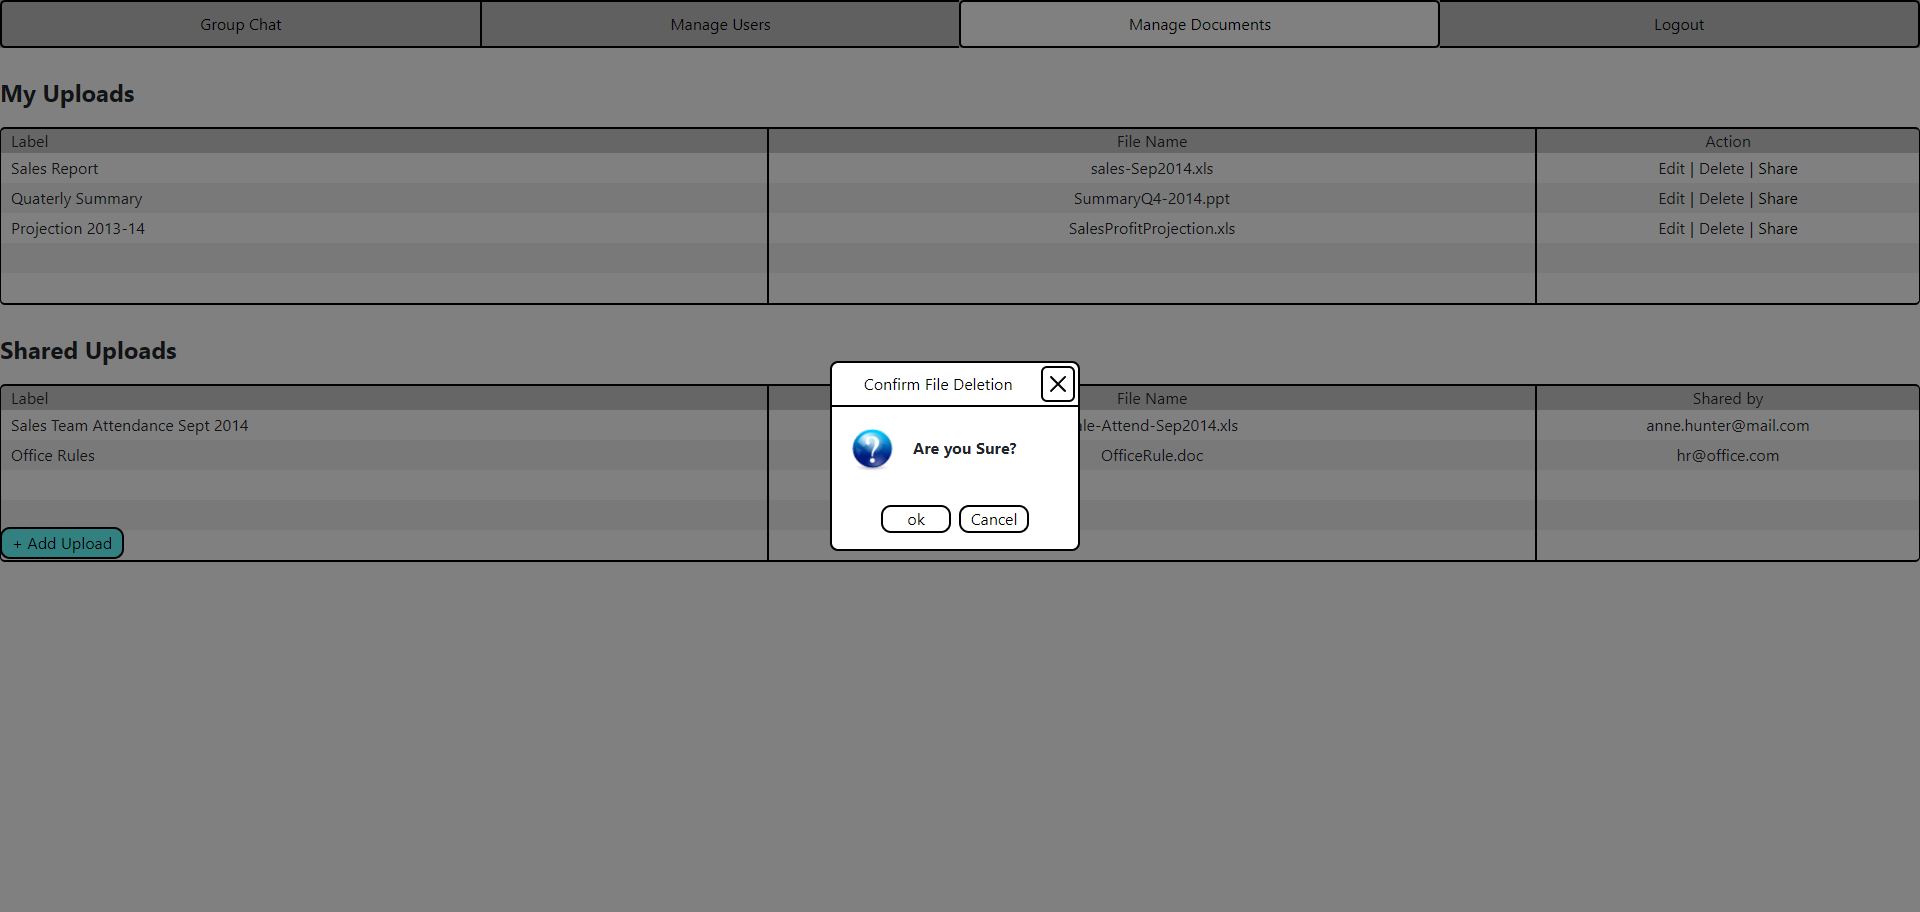 Group Chat Manage Users Manage Documents Logout
My Uploads
Label File Name Action
Sales Report sales-Sep2014.xls Edit | Delete | Share
Quaterly Summary SummaryQ4-2014.ppt Edit | Delete | Share
Projection 2013-14 SalesProfitProjection.xls Edit | Delete | Share
Shared Uploads
Label File Name Shared by
Sales Team Attendance Sept 2014 le-Attend-Sep2014.xls anne.hunter@mail.com
Office Rules OfficeRule.doc hr@office.com
+ Add Upload
Confirm File Deletion
Are you Sure?
ok Cancel